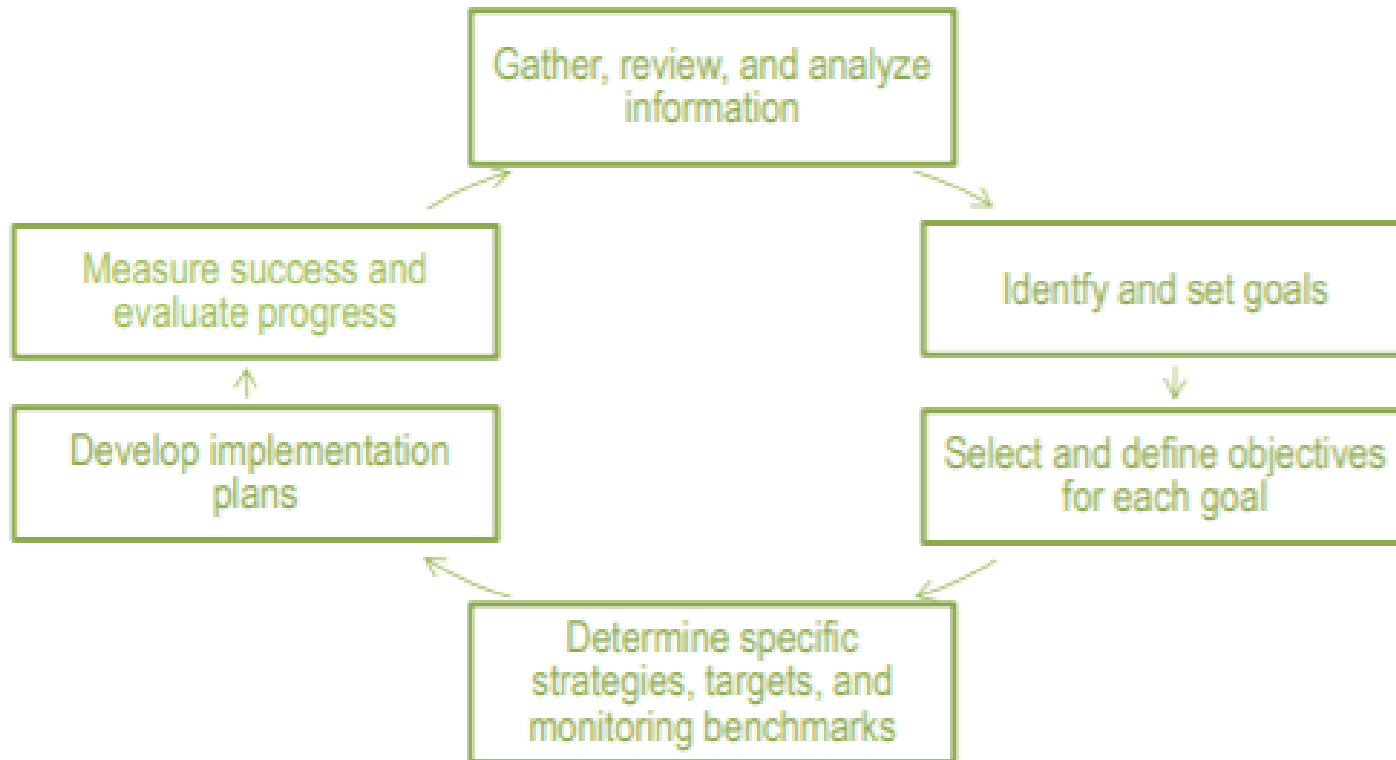 Gather, review, and analyze
information
Identfy and set goals
Select and define objectives
for each goal
Determine specific
strategies, targets, and
monitoring benchmarks
Develop implementation
plans
Measure success and
evaluate progress